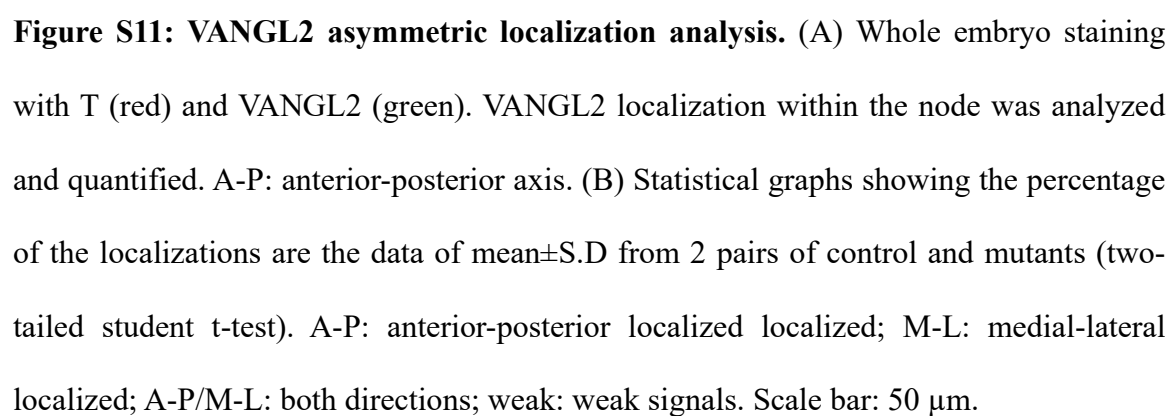 Figure S11: VANGL2 asymmetric localization analysis. (A) Whole embryo staining
with T (red) and VANGL2 (green). VANGL2 localization within the node was analyzed
and quantified. A-P: anterior-posterior axis. (B) Statistical graphs showing the percentage
of the localizations are the data of mean±S.D from 2 pairs of control and mutants (two-
tailed student t-test). A-P: anterior-posterior localized localized; M-L: medial-lateral
localized; A-P/M-L: both directions; weak: weak signals. Scale bar: 50 μm.